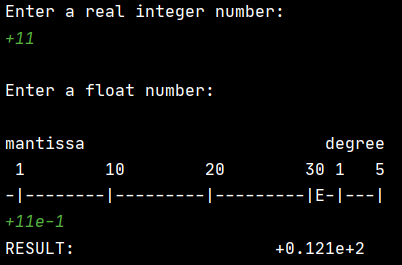 Enter a real integer number:
+11
Enter a float number:
mantissa                        degree
 1        10        20        30 1   5
-|--------|---------|---------|E-|---|
+11e-1
RESULT:                    +0.121e+2